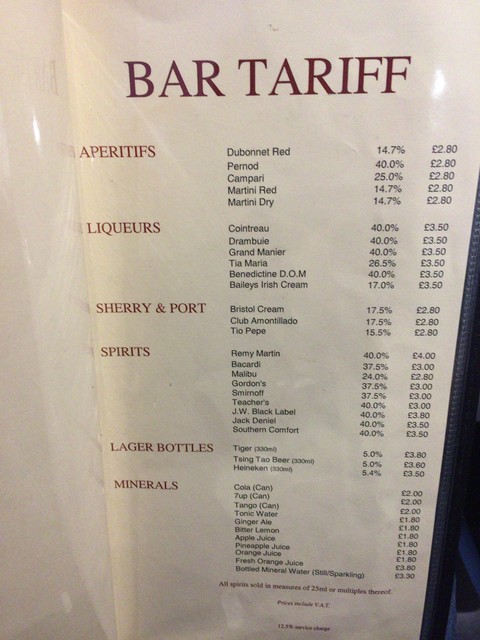 BAR TARIFF
APERITIFS Dubonnet Red 14.7% £2.80
Pernod 40.0% £2.80
Campari 25.0% £2.80
Martini Red 14.7% £2.80
Martini Dry 14.7% £2.80
LIQUEURS Cointreau 40.0% £3.50
Drambuie 40.0% £3.50
Grand Manier 40.0% £3.50
Tia Maria 26.5% £3.50
Benedictine D.O.M 40.0% £3.50
Baileys Irish Cream 17.0% £3.50
SHERRY & PORT Bristol Cream 17.5% £2.80
Club Amontillado 17.5% £2.80
Tio Pepe 15.5% £2.80
SPIRITS Remy Martin 40.0% £4.00
Bacardi 37.5% £3.00
Malibu 24.0% £2.80
Gordon's 37.5% £3.00
Smirnoff 37.5% £3.00
Teacher's 40.0% £3.00
J.W. Black Label 40.0% £3.80
Jack Deniel 40.0% £3.50
Southern Comfort 40.0% £3.50
LAGER BOTTLES Tiger (330ml) 5.0% £3.80
Tsing Tao Beer (330ml) 5.0% £3.60
Heineken (330ml) 5.4% £3.50
MINERALS Cola (Can) £2.00
7up (Can) £2.00
Tango (Can) £2.00
Tonic Water £1.80
Ginger Ale £1.80
Bitter Lemon £1.80
Apple Juice £1.80
Pineapple Juice £1.80
Orange Juice £1.80
Fresh Orange Juice £3.80
Bottled Mineral Water (Still/Sparkling) £3.30
All spirits sold in measures of 25ml or multiples thereof.
Prices include V.A.T.
12.5% service charge